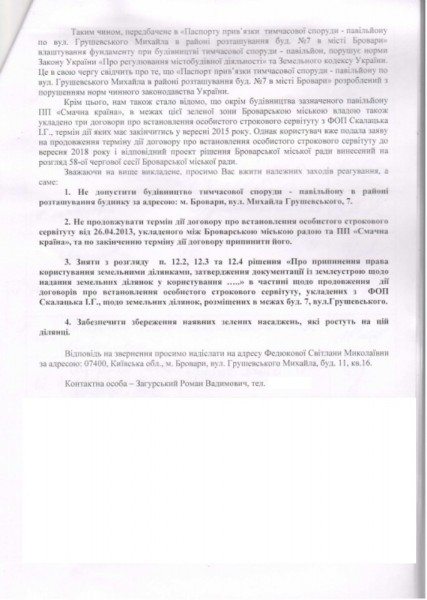 Таким чином, передбачене в «Паспорту прив'язки тимчасової споруди - павільйону
по вул. Грушевського Михайла в районі розташування буд. №7 в місті Бровари»
влаштування фундаменту при будівництві тимчасової споруди - павільйон, порушує норми
Закону України «Про регулювання містобудівної діяльності» та Земельного кодексу України.
Це в свою чергу свідчить про те, що «Паспорт прив'язки тимчасової споруди - павільйону по
вул. Грушевського Михайла в районі розташування буд. №7 в місті Бровари» розроблений з
порушенням норм чинного законодавства України.
Крім цього, нам також стало відомо, що окрім будівництва зазначеного павільйону
ПП «Смачна країна», в межах цієї зеленої зони Броварською міською владою також
укладено три договори про встановлення особистого строкового сервітуту з ФОП Скалацька
І.Г., термін дії яких має закінчитись у вересні 2015 року. Однак користувач вже подала заяву
на продовження терміну дії договору про встановлення особистого строкового сервітуту до
вересня 2018 року і відповідний проект рішення Броварської міської ради винесений на
розгляд 58-ої чергової сесії Броварської міської ради.
Зважаючи на вище викладене, просимо Вас вжити належних заходів реагування, а
саме:
1. Не допустити будівництво тимчасової споруди - павільйону в районі
розташування будинку за адресою: м. Бровари, вул. Михайла Грушевського, 7.
2. Не продовжувати термін дії договору про встановлення особистого строкового
сервітуту від 26.04.2013, укладеного між Броварською міською радою та ПП «Смачна
країна», та по закінченню терміну дії договору припинити його.
3. Зняти з розгляду п. 12.2, 12.3 та 12.4 рішення «Про припинення права
користування земельними ділянками, затвердження документації із землеустрою щодо
надання земельних ділянок у користування …..» в частині щодо продовження дії
договорів про встановлення особистого строкового сервітуту, укладених з ФОП
Скалацька І.Г., щодо земельних ділянок, розміщених в межах буд. 7, вул.Грушевського.
4. Забезпечити збереження наявних зелених насаджень, які ростуть на цій
ділянці.
Відповідь на звернення просимо надіслати на адресу Федюкової Світлани Миколаївни
за адресою: 07400, Київська обл., м. Бровари, вул. Грушевського Михайла, буд. 11, кв.16.
Контактна особа – Загурський Роман Вадимович, тел.